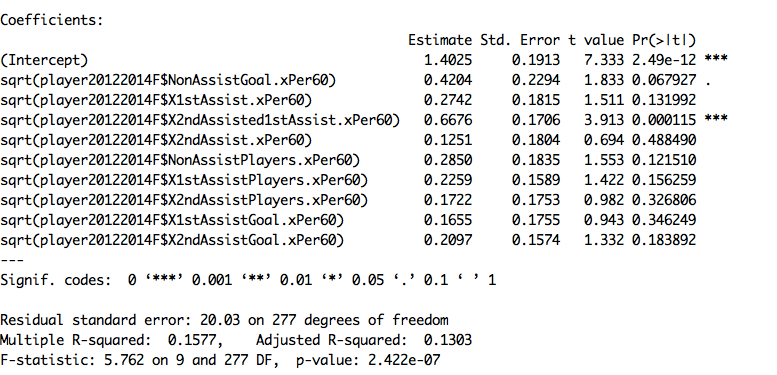 Coefficients:
Estimate Std. Error t value Pr(>|t|)
(Intercept) 1.4025 0.1913 7.333 2.49e-12 ***
sqrt(player20122014F$NonAssistGoal.xPer60) 0.4204 0.2294 1.833 0.067927 .
sqrt(player20122014F$X1stAssist.xPer60) 0.2742 0.1815 1.511 0.131992
sqrt(player20122014F$X2ndAssisted1stAssist.xPer60) 0.6676 0.1706 3.913 0.000115 ***
sqrt(player20122014F$X2ndAssist.xPer60) 0.1251 0.1804 0.694 0.488490
sqrt(player20122014F$NonAssistPlayers.xPer60) 0.2850 0.1835 1.553 0.121510
sqrt(player20122014F$X1stAssistPlayers.xPer60) 0.2259 0.1589 1.422 0.156259
sqrt(player20122014F$X2ndAssistPlayers.xPer60) 0.1722 0.1753 0.982 0.326806
sqrt(player20122014F$X1stAssistGoal.xPer60) 0.1655 0.1755 0.943 0.346249
sqrt(player20122014F$X2ndAssistGoal.xPer60) 0.2097 0.1574 1.332 0.183892
---
Signif. codes: 0 ‘***’ 0.001 ‘**’ 0.01 ‘*’ 0.05 ‘.’ 0.1 ‘ ’ 1
Residual standard error: 20.03 on 277 degrees of freedom
Multiple R-squared: 0.1577, Adjusted R-squared: 0.1303
F-statistic: 5.762 on 9 and 277 DF, p-value: 2.422e-07